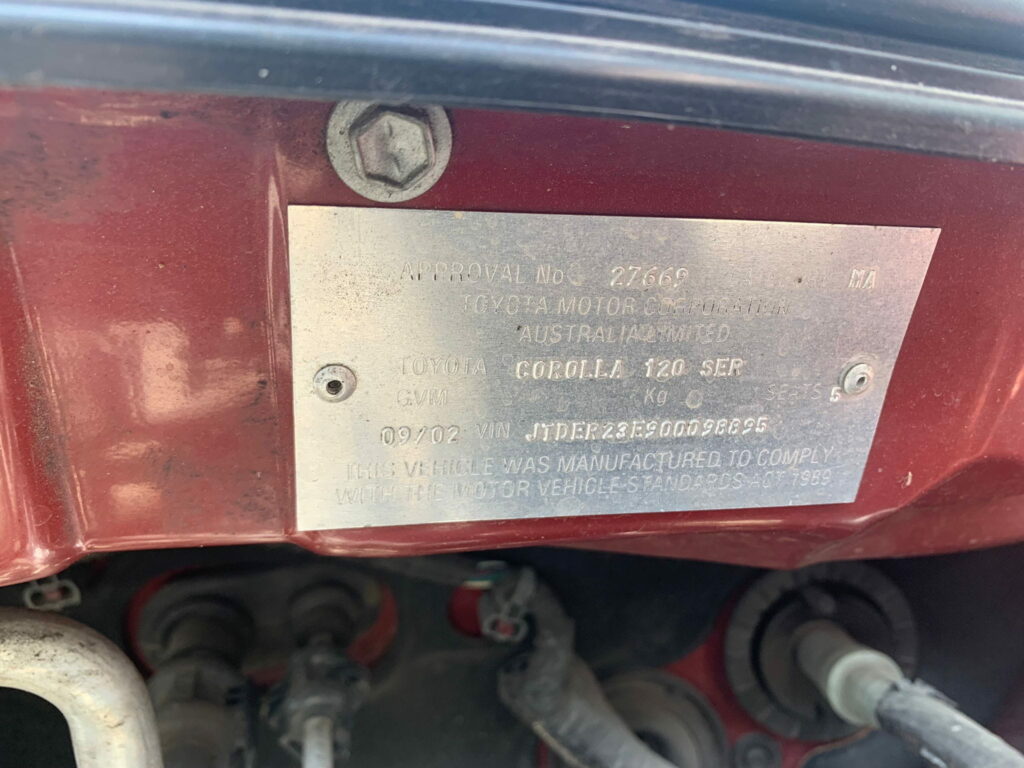 APPROVAL No 27669 MA
TOYOTA MOTOR CORPORATION
AUSTRALIA LIMITED
TOYOTA COROLLA 120 SER
GVM Kg SEATS 5
09/02 VIN JTDER23E900098895
THIS VEHICLE WAS MANUFACTURED TO COMPLY
WITH THE MOTOR VEHICLE STANDARDS ACT 1989